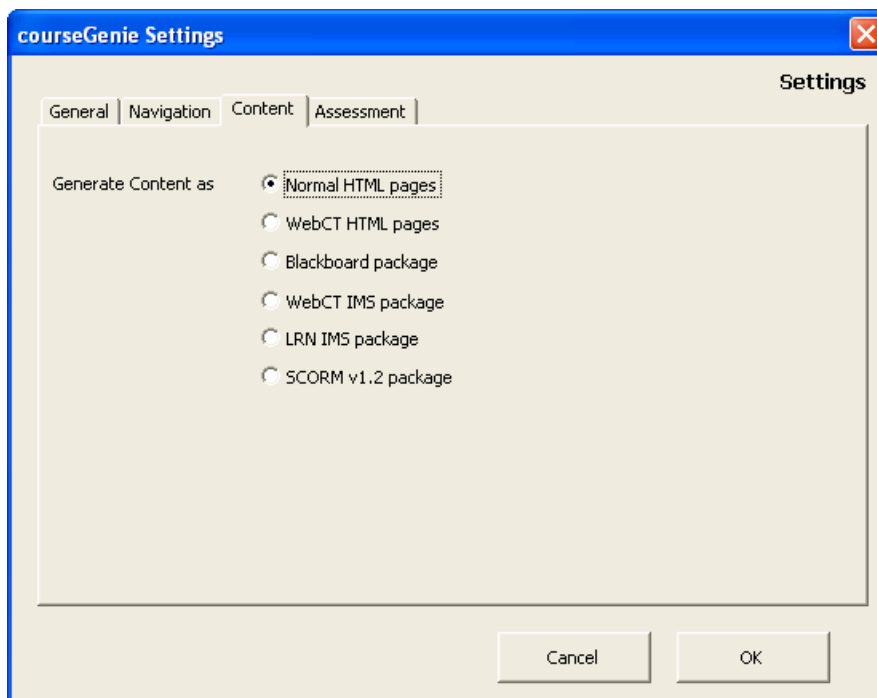 courseGenie Settings
Settings
General Navigation Content Assessment
Generate Content as Normal HTML pages
WebCT HTML pages
Blackboard package
WebCT IMS package
LRN IMS package
SCORM v1.2 package
Cancel OK